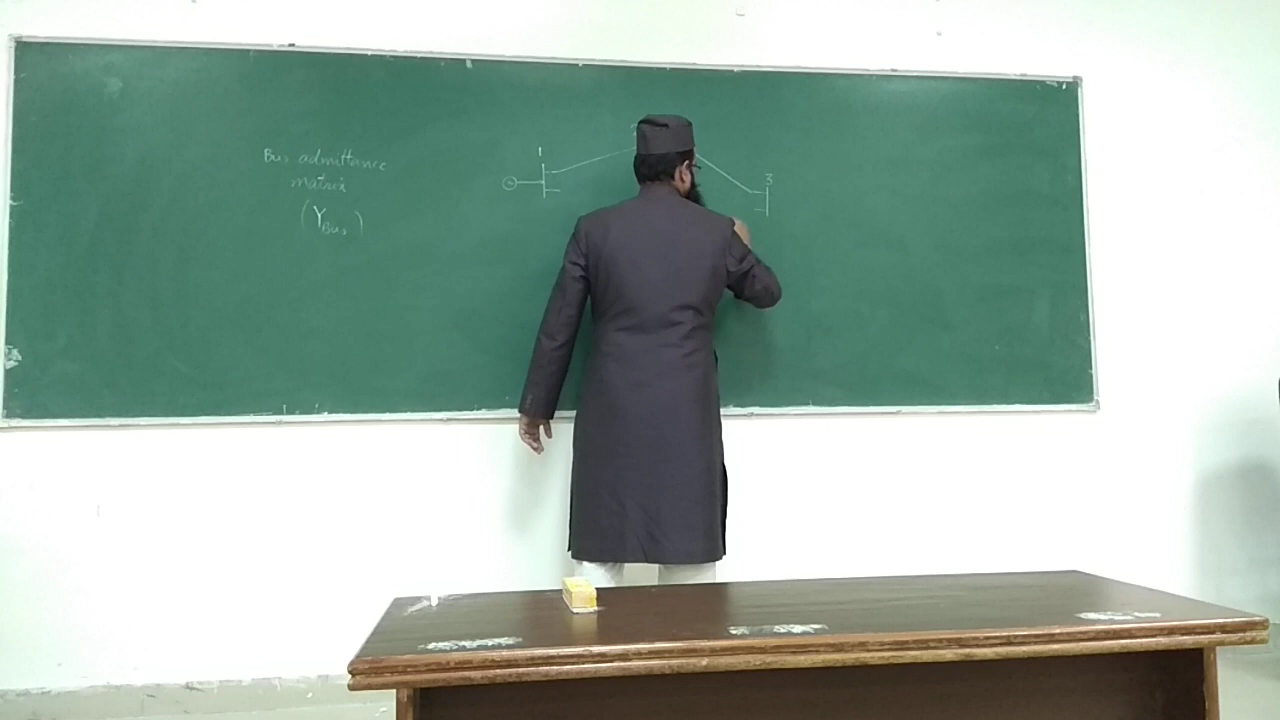 Bus admittance
matrix
(Y_Bus)
1
3